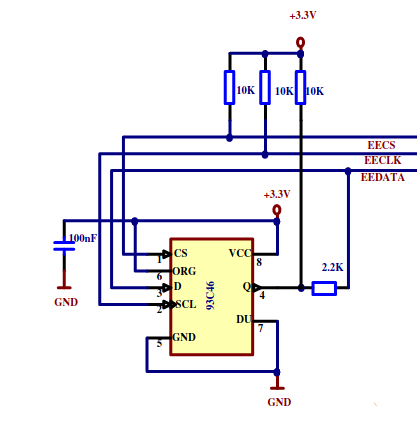 +3.3V
10K
10K
10K
EECS
EECLK
EEDATA
+3.3V
100nF
1
CS
VCC
8
6
ORG
2.2K
3
D
Q
4
93C46
2
SCL
DU
7
GND
5
GND
GND